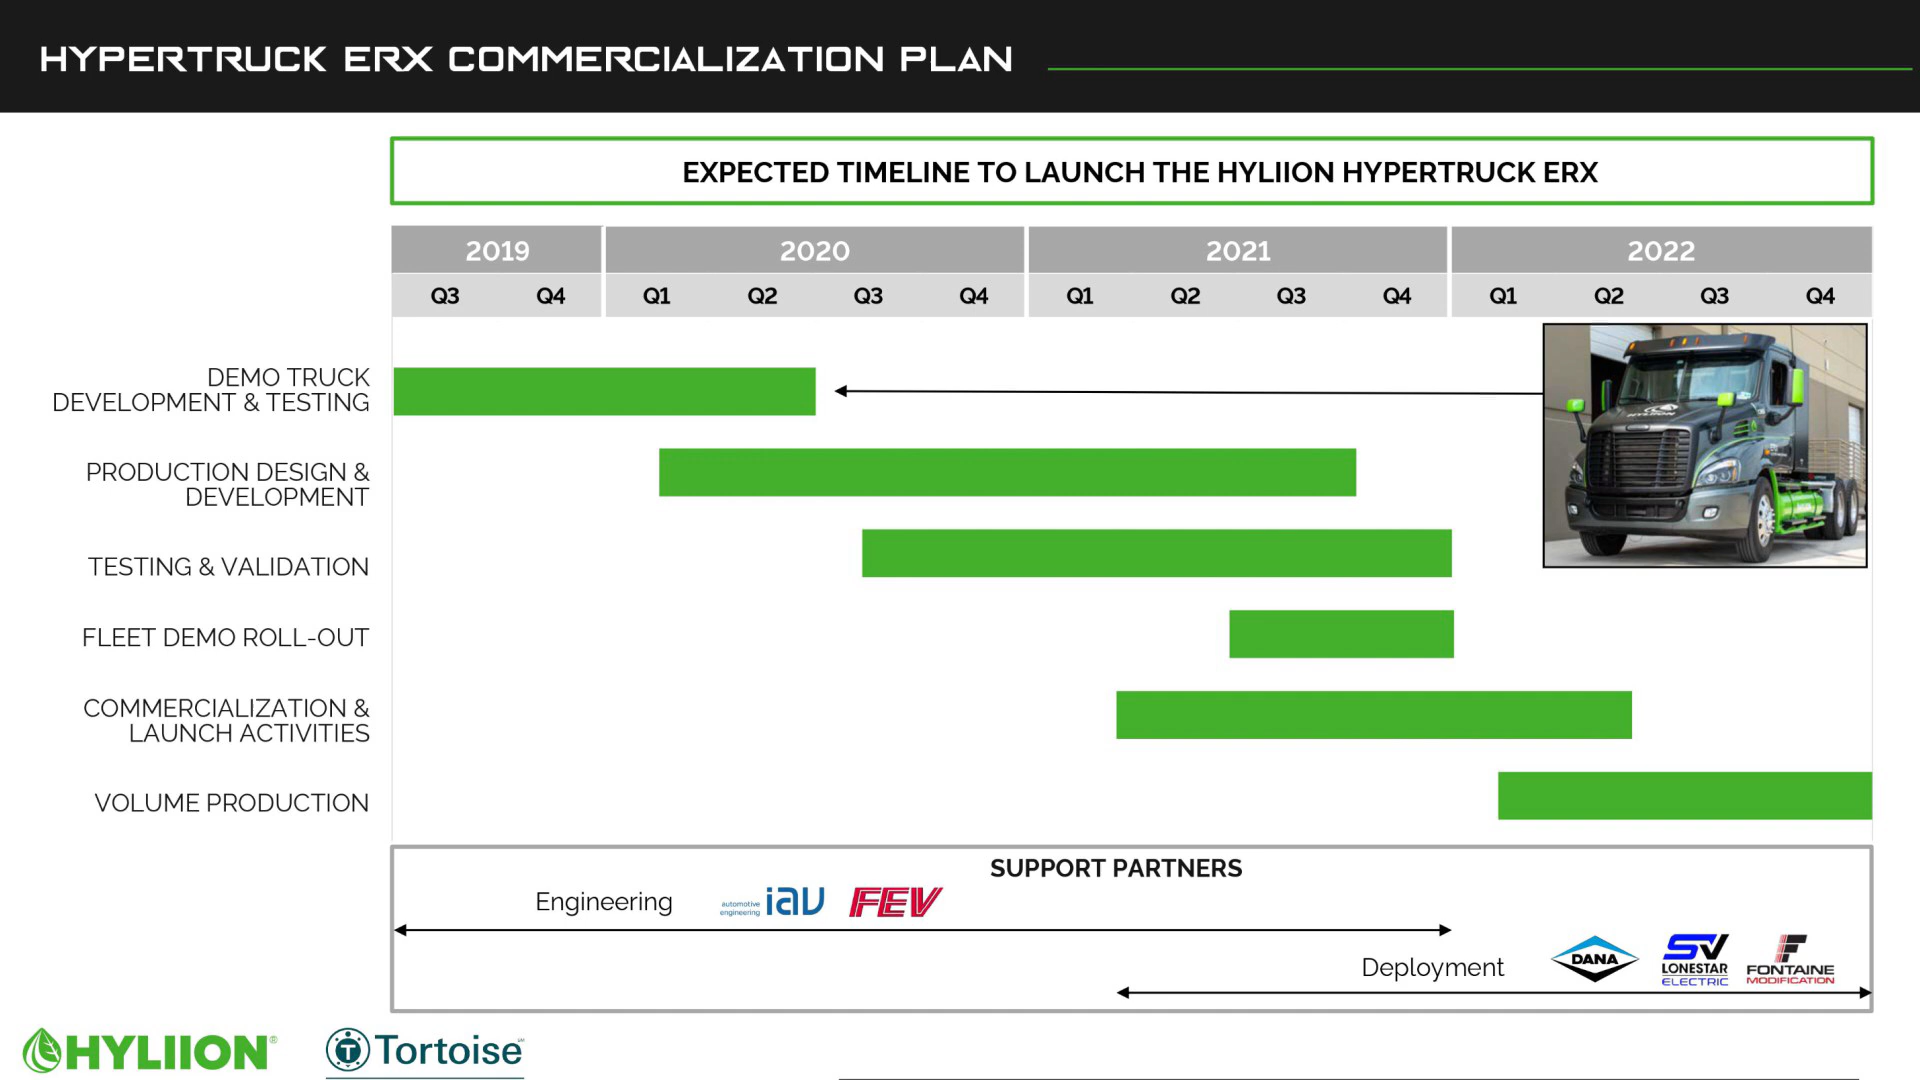 HYPERTRUCK ERX COMMERCIALIZATION PLAN
EXPECTED TIMELINE TO LAUNCH THE HYLIION HYPERTRUCK ERX
2019 2020 2021 2022
Q3 Q4 Q1 Q2 Q3 Q4 Q1 Q2 Q3 Q4 Q1 Q2 Q3 Q4
DEMO TRUCK
DEVELOPMENT & TESTING
HYLIION
PRODUCTION DESIGN &
DEVELOPMENT
TESTING & VALIDATION
FLEET DEMO ROLL-OUT
COMMERCIALIZATION &
LAUNCH ACTIVITIES
VOLUME PRODUCTION
SUPPORT PARTNERS
Engineering
automotive
engineering
iav
FEV
Deployment
DANA
SV
LONESTAR
ELECTRIC
F
FONTAINE
MODIFICATION
HYLIION®
T Tortoise